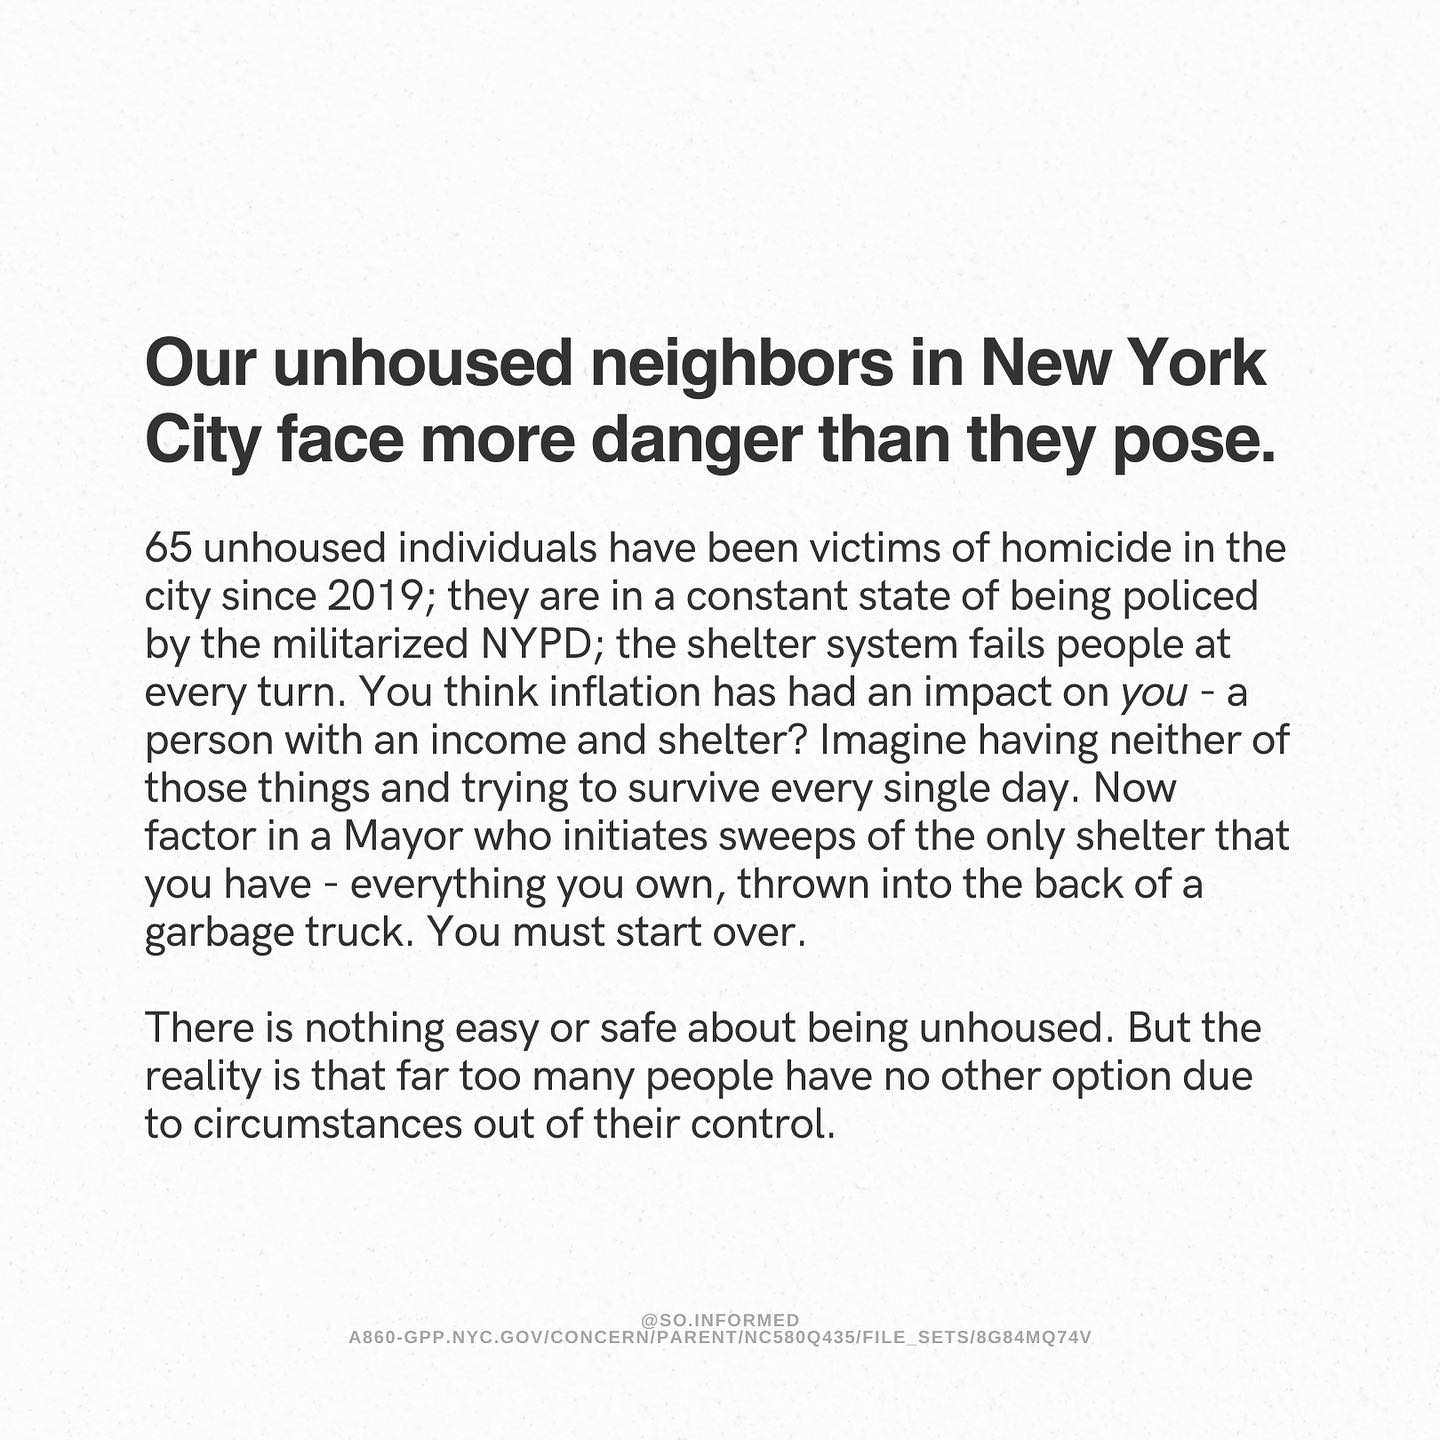 Our unhoused neighbors in New York
City face more danger than they pose.
65 unhoused individuals have been victims of homicide in the
city since 2019; they are in a constant state of being policed
by the militarized NYPD; the shelter system fails people at
every turn. You think inflation has had an impact on you - a
person with an income and shelter? Imagine having neither of
those things and trying to survive every single day. Now
factor in a Mayor who initiates sweeps of the only shelter that
you have - everything you own, thrown into the back of a
garbage truck. You must start over.
There is nothing easy or safe about being unhoused. But the
reality is that far too many people have no other option due
to circumstances out of their control.
@SO.INFORMED
A860-GPP.NYC.GOV/CONCERN/PARENT/NC580Q435/FILE_SETS/8G84MQ74V